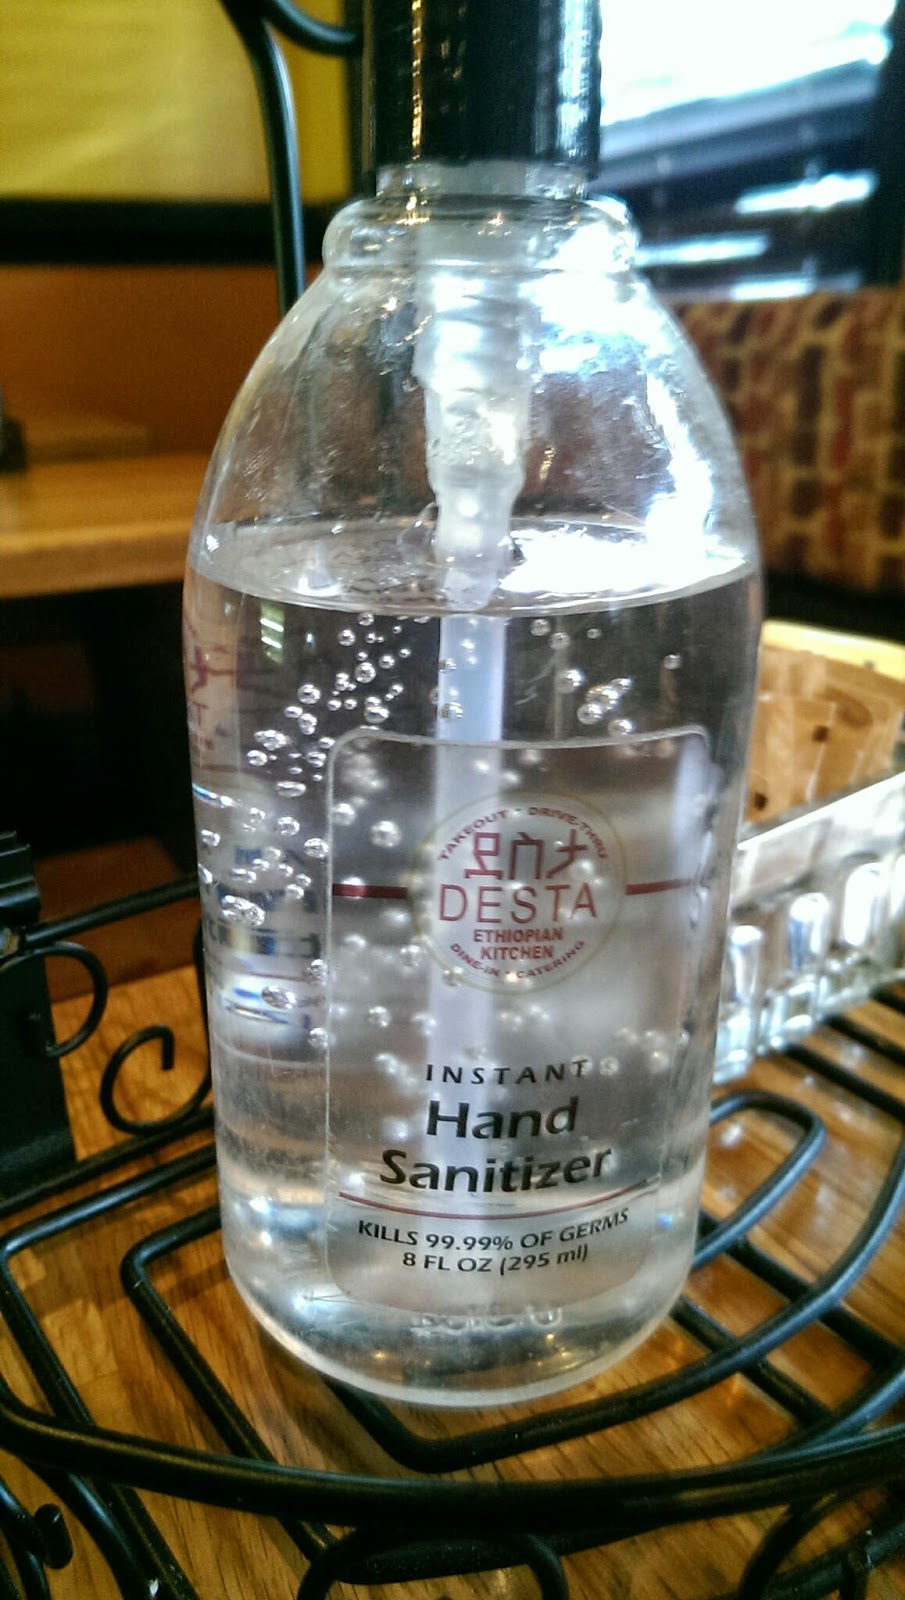 TAKEOUT • DRIVE-THRU
ደስታ
DESTA
ETHIOPIAN
KITCHEN
DINE-IN • CATERING
INSTANT
Hand
Sanitizer
KILLS 99.99% OF GERMS
8 FL OZ (295 ml)